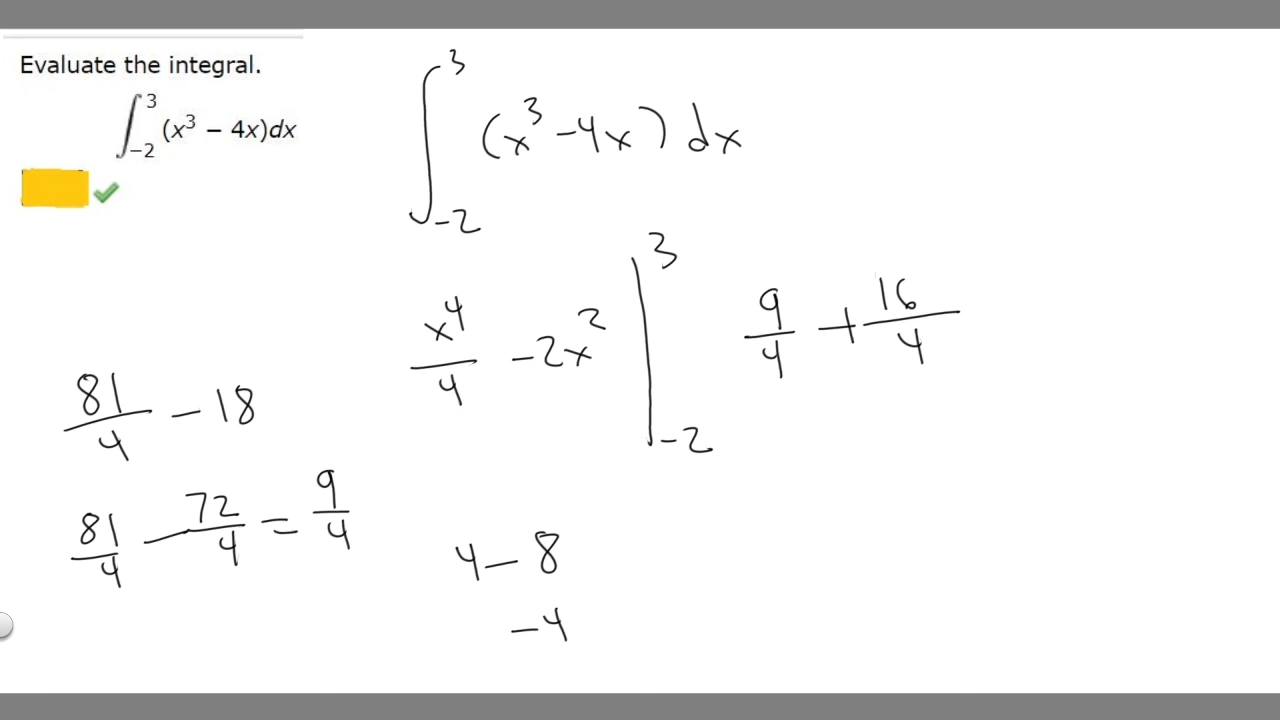 Evaluate the integral.
∫_{-2}^{3} (x³ – 4x)dx
∫_{-2}^{3} (x³ - 4x) dx
x⁴/4 - 2x² |_{-2}^{3}
9/4 + 16/4
81/4 - 18
81/4 - 72/4 = 9/4
4 - 8
-4